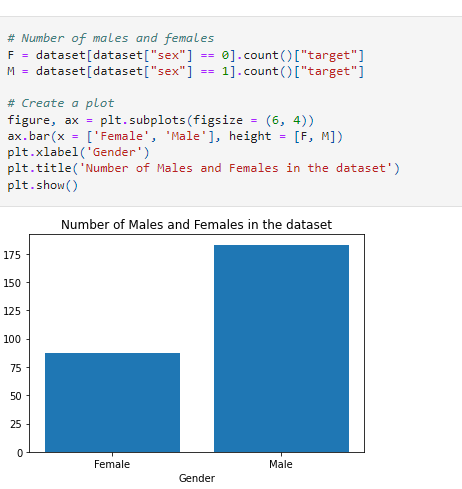 # Number of males and females
F = dataset[dataset["sex"] == 0].count()["target"]
M = dataset[dataset["sex"] == 1].count()["target"]
# Create a plot
figure, ax = plt.subplots(figsize = (6, 4))
ax.bar(x = ['Female', 'Male'], height = [F, M])
plt.xlabel('Gender')
plt.title('Number of Males and Females in the dataset')
plt.show()
Number of Males and Females in the dataset
175
150
125
100
75
50
25
0
Female Male
Gender